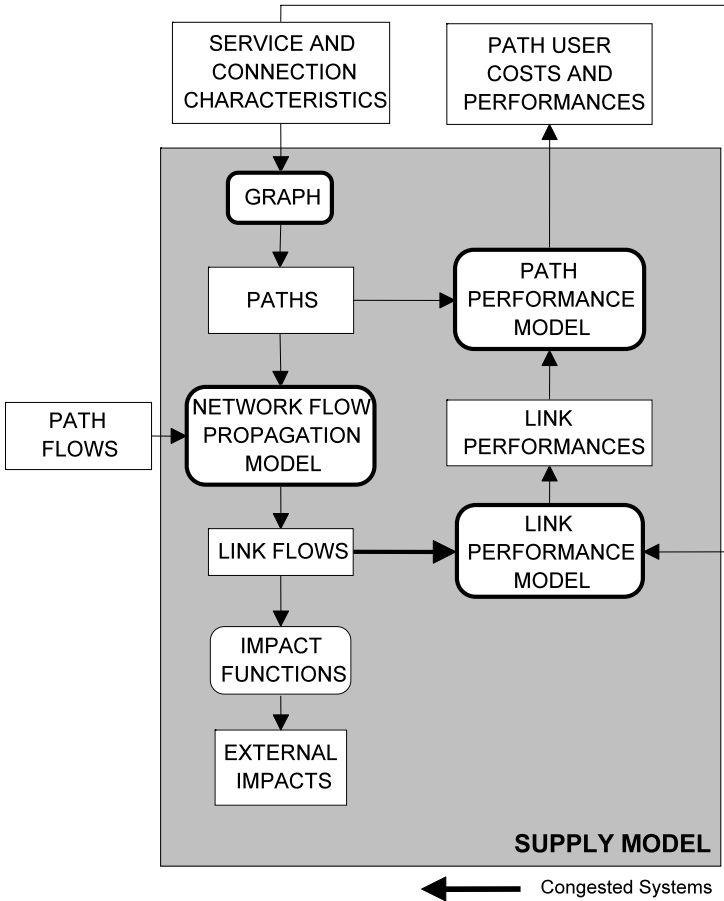 SERVICE AND
CONNECTION
CHARACTERISTICS
PATH USER
COSTS AND
PERFORMANCES
GRAPH
PATHS
PATH
PERFORMANCE
MODEL
PATH
FLOWS
NETWORK FLOW
PROPAGATION
MODEL
LINK
PERFORMANCES
LINK FLOWS
LINK
PERFORMANCE
MODEL
IMPACT
FUNCTIONS
EXTERNAL
IMPACTS
SUPPLY MODEL
Congested Systems